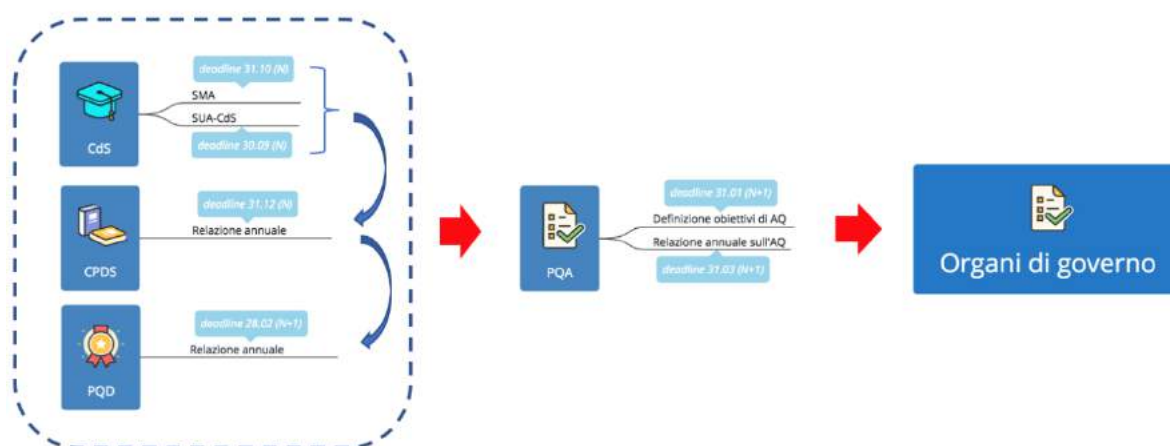 deadline 31.10 (N)
SMA
SUA-CdS
deadline 30.09 (N)
CdS
deadline 31.12 (N)
Relazione annuale
CPDS
deadline 28.02 (N+1)
Relazione annuale
PQD
deadline 31.01 (N+1)
Definizione obiettivi di AQ
Relazione annuale sull'AQ
deadline 31.03 (N+1)
PQA
Organi di governo